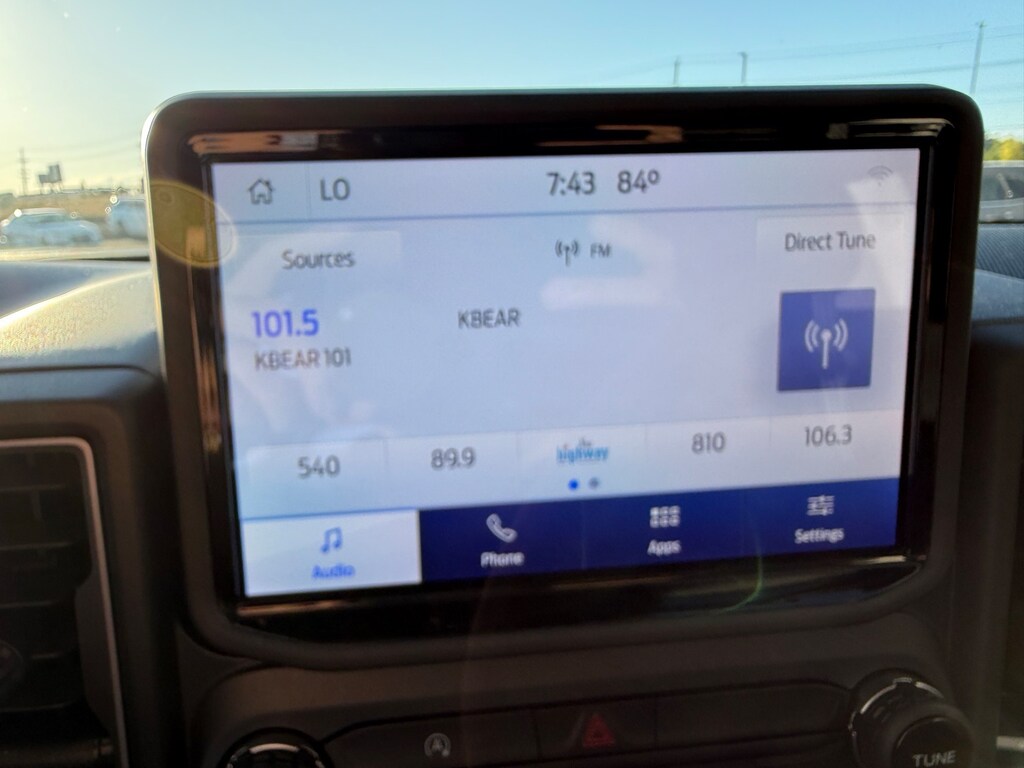 LO 7:43 84°
Sources FM Direct Tune
101.5 KBEAR
KBEAR 101
540 89.9 the highway 810 106.3
Audio Phone Apps Settings
A
TUNE